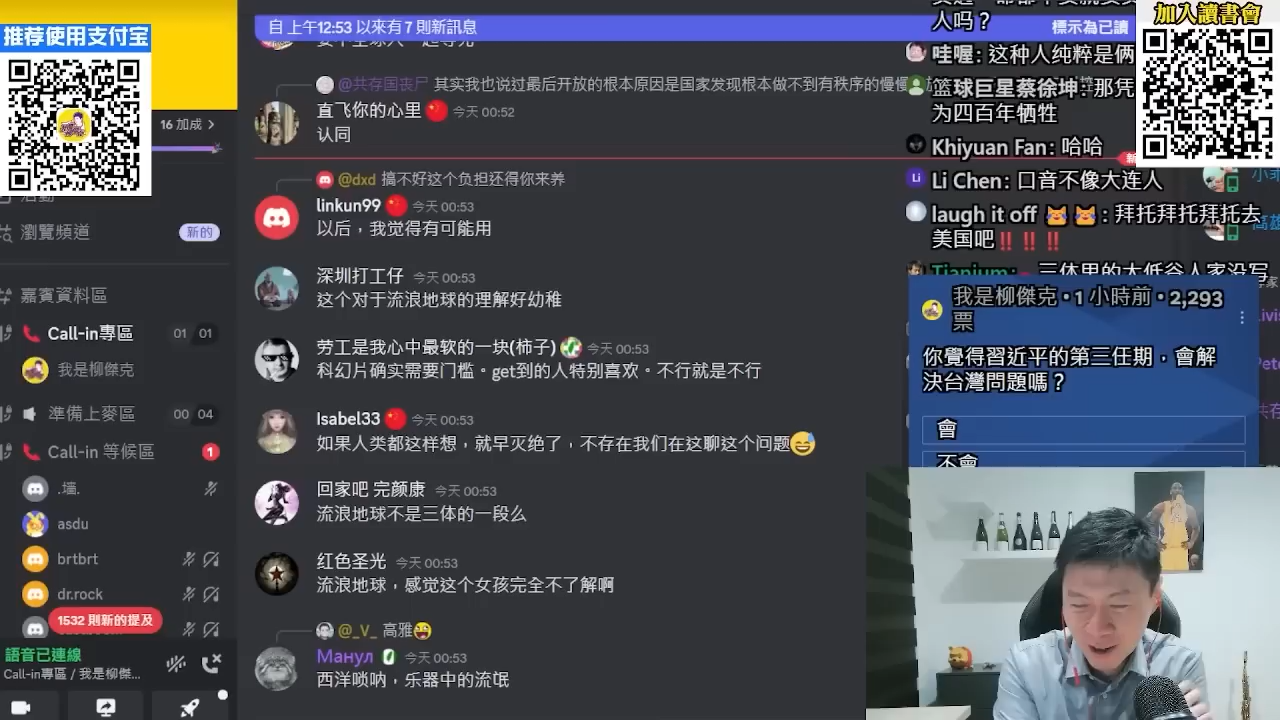 推荐使用支付宝
16 加成
瀏覽頻道
新的
嘉賓資料區
Call-in專區
01 01
我是柳傑克
準備上麥區
00 04
Call-in 等候區
1
.墙.
asdu
brtbrt
dr.rock
1532 則新的提及
語音已連線
Call-in專區 / 我是柳傑...
自 上午12:53 以來有 7 則新訊息
標示為已讀
@共存国丧尸 其实我也说过最后开放的根本原因是国家发现根本做不到有秩序的慢慢
直飞你的心里 今天 00:52
认同
新
@dxd 搞不好这个负担还得你来养
linkun99 今天 00:53
以后，我觉得有可能用
深圳打工仔 今天 00:53
这个对于流浪地球的理解好幼稚
劳工是我心中最软的一块(柿子) 今天 00:53
科幻片确实需要门槛。get到的人特别喜欢。不行就是不行
Isabel33 今天 00:53
如果人类都这样想，就早灭绝了，不存在我们在这聊这个问题😅
回家吧 完颜康 今天 00:53
流浪地球不是三体的一段么
红色圣光 今天 00:53
流浪地球，感觉这个女孩完全不了解啊
@_V_ 高雅😜
Манул 今天 00:53
西洋唢呐，乐器中的流氓
人吗？
哇喔: 这种人纯粹是俩
篮球巨星蔡徐坤: 那凭
为四百年牺牲
Khiyuan Fan: 哈哈
Li
Li Chen: 口音不像大连人
laugh it off 😹 😹 : 拜托拜托拜托去
美国吧‼️ ‼️ ‼️
Tianium: 三体里的大低谷人家没写
加入讀書會
我是柳傑克 • 1 小時前 • 2,293
票
你覺得習近平的第三任期，會解
決台灣問題嗎？
會
不會